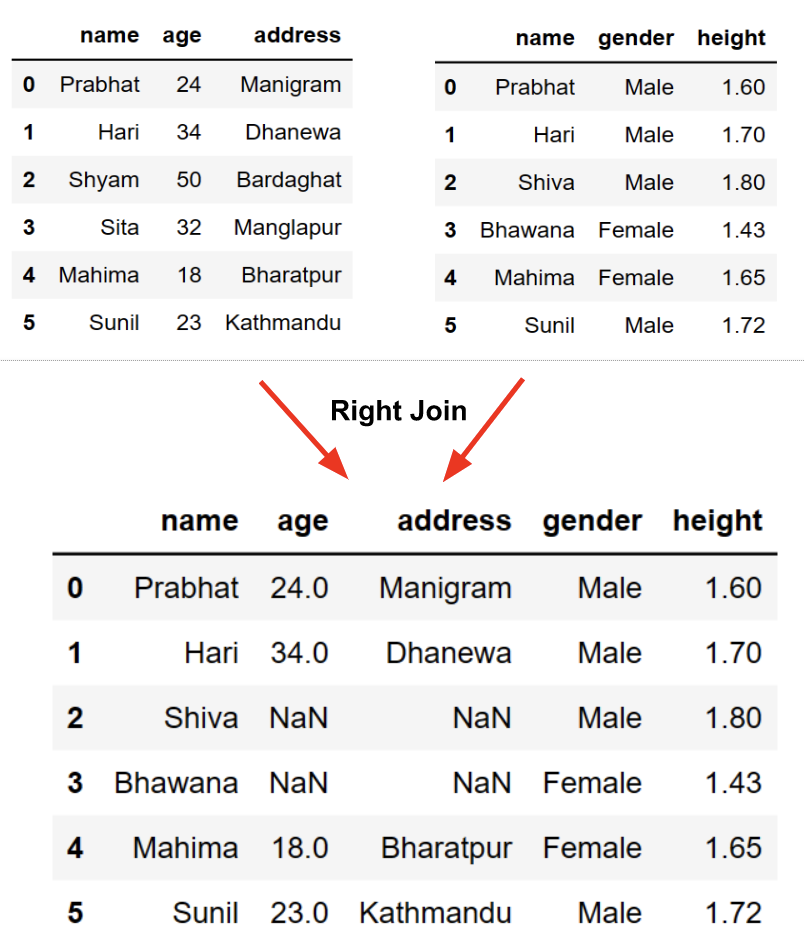 name age address
0 Prabhat 24 Manigram
1 Hari 34 Dhanewa
2 Shyam 50 Bardaghat
3 Sita 32 Manglapur
4 Mahima 18 Bharatpur
5 Sunil 23 Kathmandu
name gender height
0 Prabhat Male 1.60
1 Hari Male 1.70
2 Shiva Male 1.80
3 Bhawana Female 1.43
4 Mahima Female 1.65
5 Sunil Male 1.72
Right Join
name age address gender height
0 Prabhat 24.0 Manigram Male 1.60
1 Hari 34.0 Dhanewa Male 1.70
2 Shiva NaN NaN Male 1.80
3 Bhawana NaN NaN Female 1.43
4 Mahima 18.0 Bharatpur Female 1.65
5 Sunil 23.0 Kathmandu Male 1.72